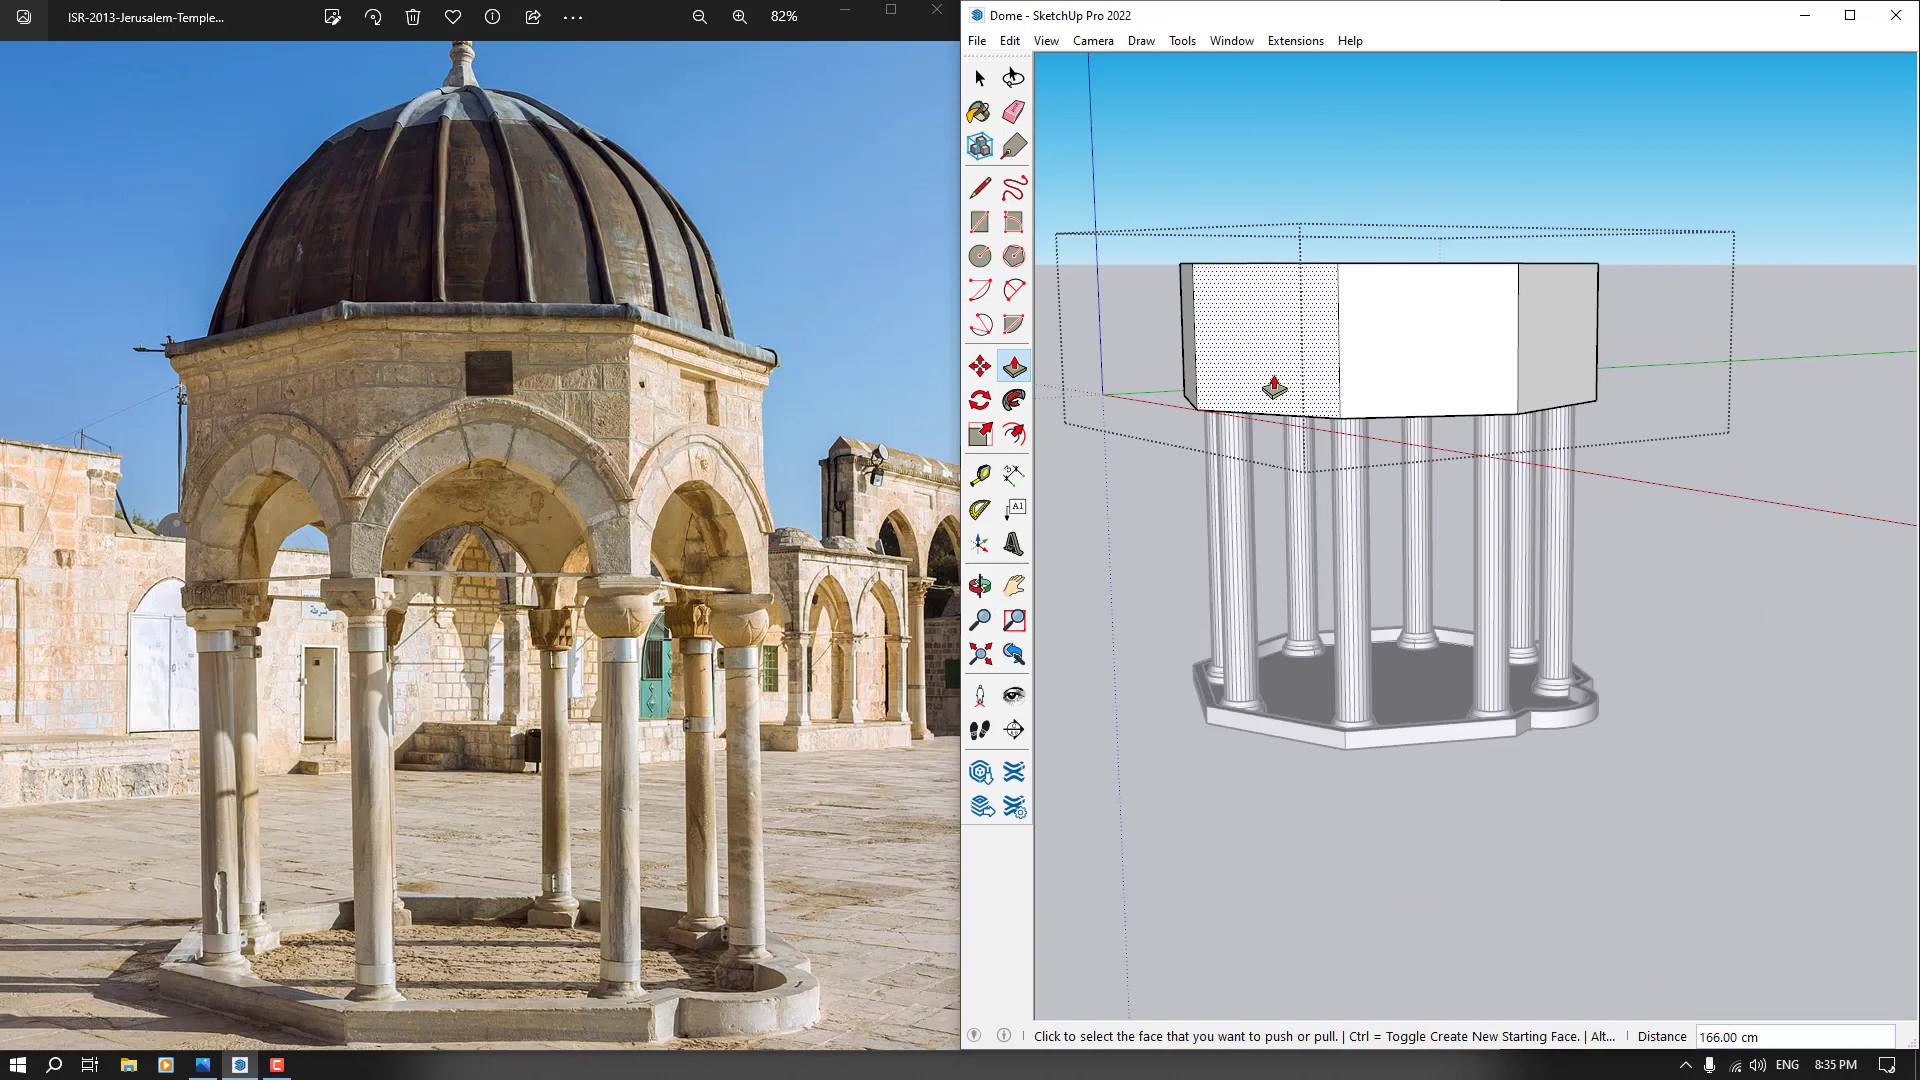 ISR-2013-Jerusalem-Temple...
82%
Dome - SketchUp Pro 2022
File Edit View Camera Draw Tools Window Extensions Help
A1
Click to select the face that you want to push or pull. | Ctrl = Toggle Create New Starting Face. | Alt...
Distance 166.00 cm
ENG 8:35 PM